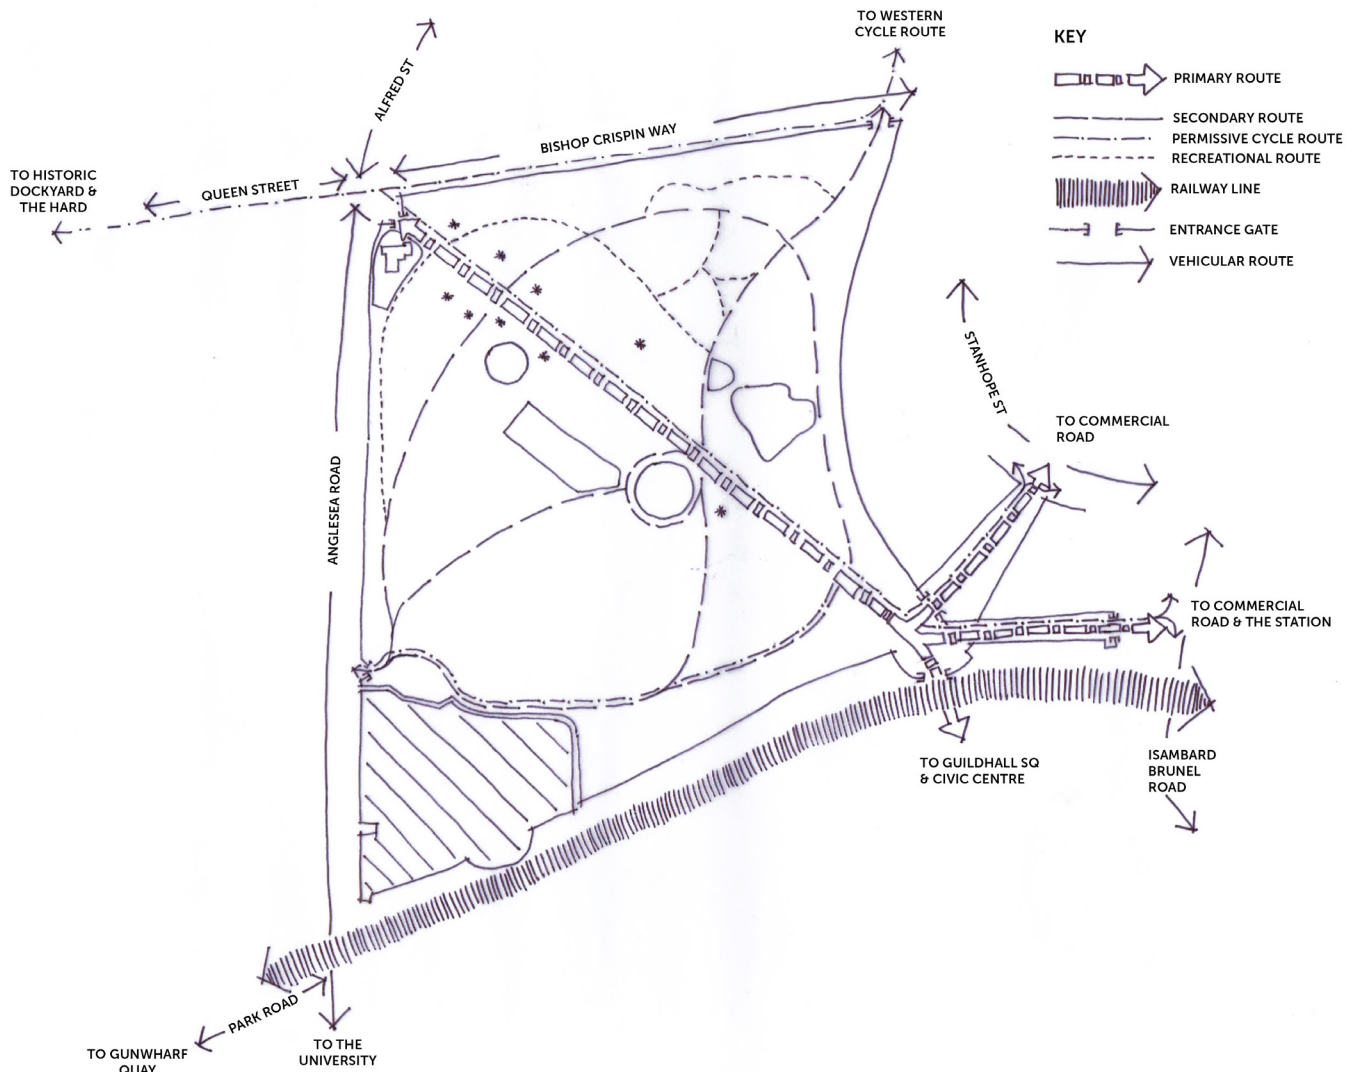 TO WESTERN
CYCLE ROUTE
KEY
PRIMARY ROUTE
SECONDARY ROUTE
PERMISSIVE CYCLE ROUTE
RECREATIONAL ROUTE
RAILWAY LINE
ENTRANCE GATE
VEHICULAR ROUTE
ALFRED ST
BISHOP CRISPIN WAY
TO HISTORIC
DOCKYARD &
THE HARD
QUEEN STREET
STANHOPE ST
TO COMMERCIAL
ROAD
ANGLESEA ROAD
TO COMMERCIAL
ROAD & THE STATION
TO GUILDHALL SQ
& CIVIC CENTRE
ISAMBARD
BRUNEL
ROAD
PARK ROAD
TO GUNWHARF
QUAY
TO THE
UNIVERSITY